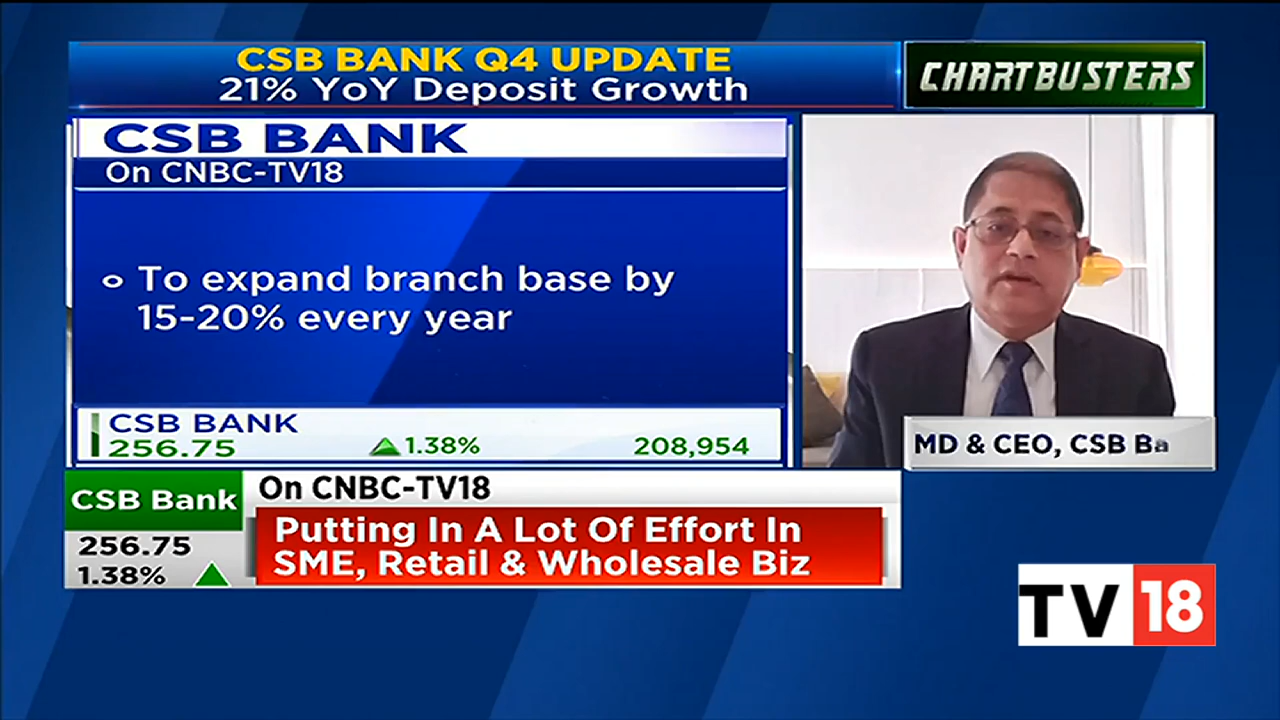 CSB BANK Q4 UPDATE
21% YoY Deposit Growth
CHARTBUSTERS
CSB BANK
On CNBC-TV18
To expand branch base by
15-20% every year
CSB BANK
256.75 1.38% 208,954
MD & CEO, CSB Ba
CSB Bank
256.75
1.38%
On CNBC-TV18
Putting In A Lot Of Effort In
SME, Retail & Wholesale Biz
TV18